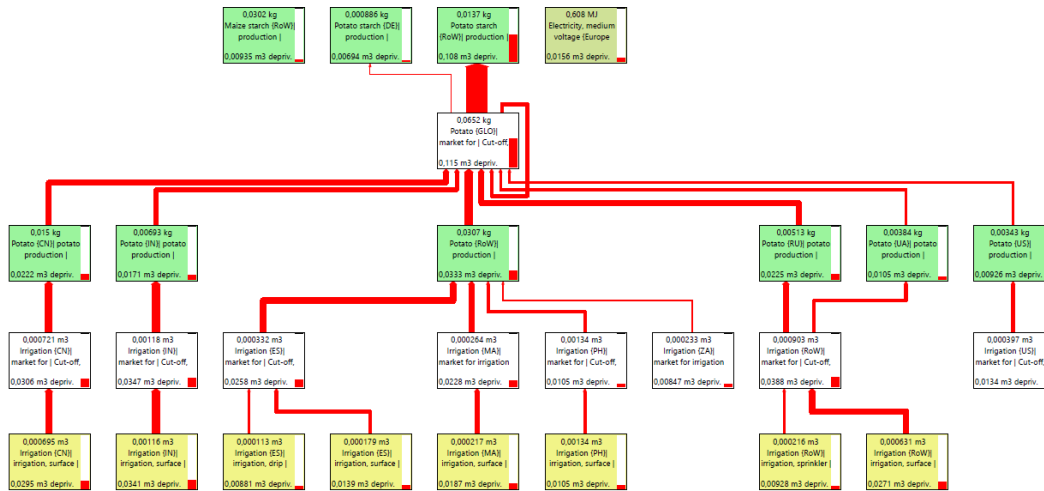 0,0302 kg
Maize starch {RoW}|
production |
0,00935 m3 depriv.
0,000886 kg
Potato starch {DE}|
production |
0,00694 m3 depriv.
0,0137 kg
Potato starch
{RoW}| production |
0,108 m3 depriv.
0,608 MJ
Electricity, medium
voltage {Europe
0,0156 m3 depriv.
0,0652 kg
Potato {GLO}|
market for | Cut-off,
0,115 m3 depriv.
0,015 kg
Potato {CN}| potato
production |
0,0222 m3 depriv.
0,00693 kg
Potato {IN}| potato
production |
0,0171 m3 depriv.
0,0307 kg
Potato {RoW}|
production |
0,0333 m3 depriv.
0,00513 kg
Potato {RU}| potato
production |
0,0225 m3 depriv.
0,00384 kg
Potato {UA}| potato
production |
0,0105 m3 depriv.
0,00343 kg
Potato {US}|
production |
0,00926 m3 depriv.
0,000721 m3
Irrigation {CN}|
market for | Cut-off,
0,0306 m3 depriv.
0,00118 m3
Irrigation {IN}|
market for | Cut-off,
0,0347 m3 depriv.
0,000332 m3
Irrigation {ES}|
market for | Cut-off,
0,0258 m3 depriv.
0,000264 m3
Irrigation {MA}|
market for irrigation
0,0228 m3 depriv.
0,00134 m3
Irrigation {PH}|
market for | Cut-off,
0,0105 m3 depriv.
0,000233 m3
Irrigation {ZA}|
market for irrigation
0,00847 m3 depriv.
0,000903 m3
Irrigation {RoW}|
market for | Cut-off,
0,0388 m3 depriv.
0,000397 m3
Irrigation {US}|
market for | Cut-off,
0,0134 m3 depriv.
0,000695 m3
Irrigation {CN}|
irrigation, surface |
0,0295 m3 depriv.
0,00116 m3
Irrigation {IN}|
irrigation, surface |
0,0341 m3 depriv.
0,000113 m3
Irrigation {ES}|
irrigation, drip |
0,00881 m3 depriv.
0,000179 m3
Irrigation {ES}|
irrigation, surface |
0,0139 m3 depriv.
0,000217 m3
Irrigation {MA}|
irrigation, surface |
0,0187 m3 depriv.
0,00134 m3
Irrigation {PH}|
irrigation, surface |
0,0105 m3 depriv.
0,000216 m3
Irrigation {RoW}|
irrigation, sprinkler |
0,00928 m3 depriv.
0,000631 m3
Irrigation {RoW}|
irrigation, surface |
0,0271 m3 depriv.